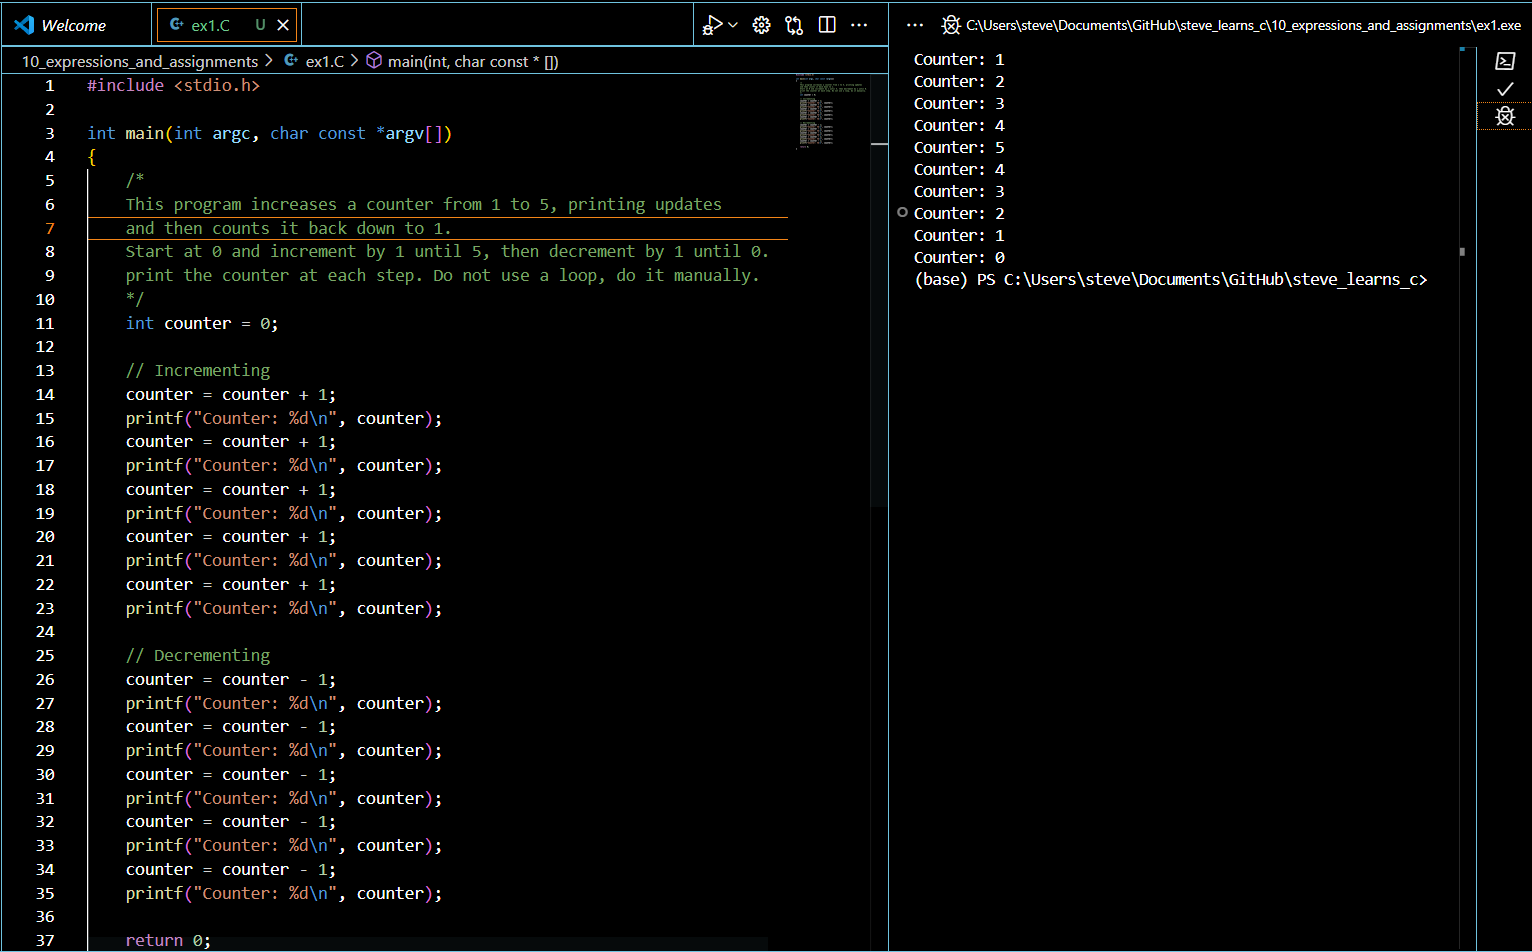 Welcome
ex1.C U
10_expressions_and_assignments > ex1.C > main(int, char const * [])
1 #include <stdio.h>
2
3 int main(int argc, char const *argv[])
4 {
5 /*
6 This program increases a counter from 1 to 5, printing updates
7 and then counts it back down to 1.
8 Start at 0 and increment by 1 until 5, then decrement by 1 until 0.
9 print the counter at each step. Do not use a loop, do it manually.
10 */
11 int counter = 0;
12
13 // Incrementing
14 counter = counter + 1;
15 printf("Counter: %d\n", counter);
16 counter = counter + 1;
17 printf("Counter: %d\n", counter);
18 counter = counter + 1;
19 printf("Counter: %d\n", counter);
20 counter = counter + 1;
21 printf("Counter: %d\n", counter);
22 counter = counter + 1;
23 printf("Counter: %d\n", counter);
24
25 // Decrementing
26 counter = counter - 1;
27 printf("Counter: %d\n", counter);
28 counter = counter - 1;
29 printf("Counter: %d\n", counter);
30 counter = counter - 1;
31 printf("Counter: %d\n", counter);
32 counter = counter - 1;
33 printf("Counter: %d\n", counter);
34 counter = counter - 1;
35 printf("Counter: %d\n", counter);
36
37 return 0;
C:\Users\steve\Documents\GitHub\steve_learns_c\10_expressions_and_assignments\ex1.exe
Counter: 1
Counter: 2
Counter: 3
Counter: 4
Counter: 5
Counter: 4
Counter: 3
Counter: 2
Counter: 1
Counter: 0
(base) PS C:\Users\steve\Documents\GitHub\steve_learns_c>